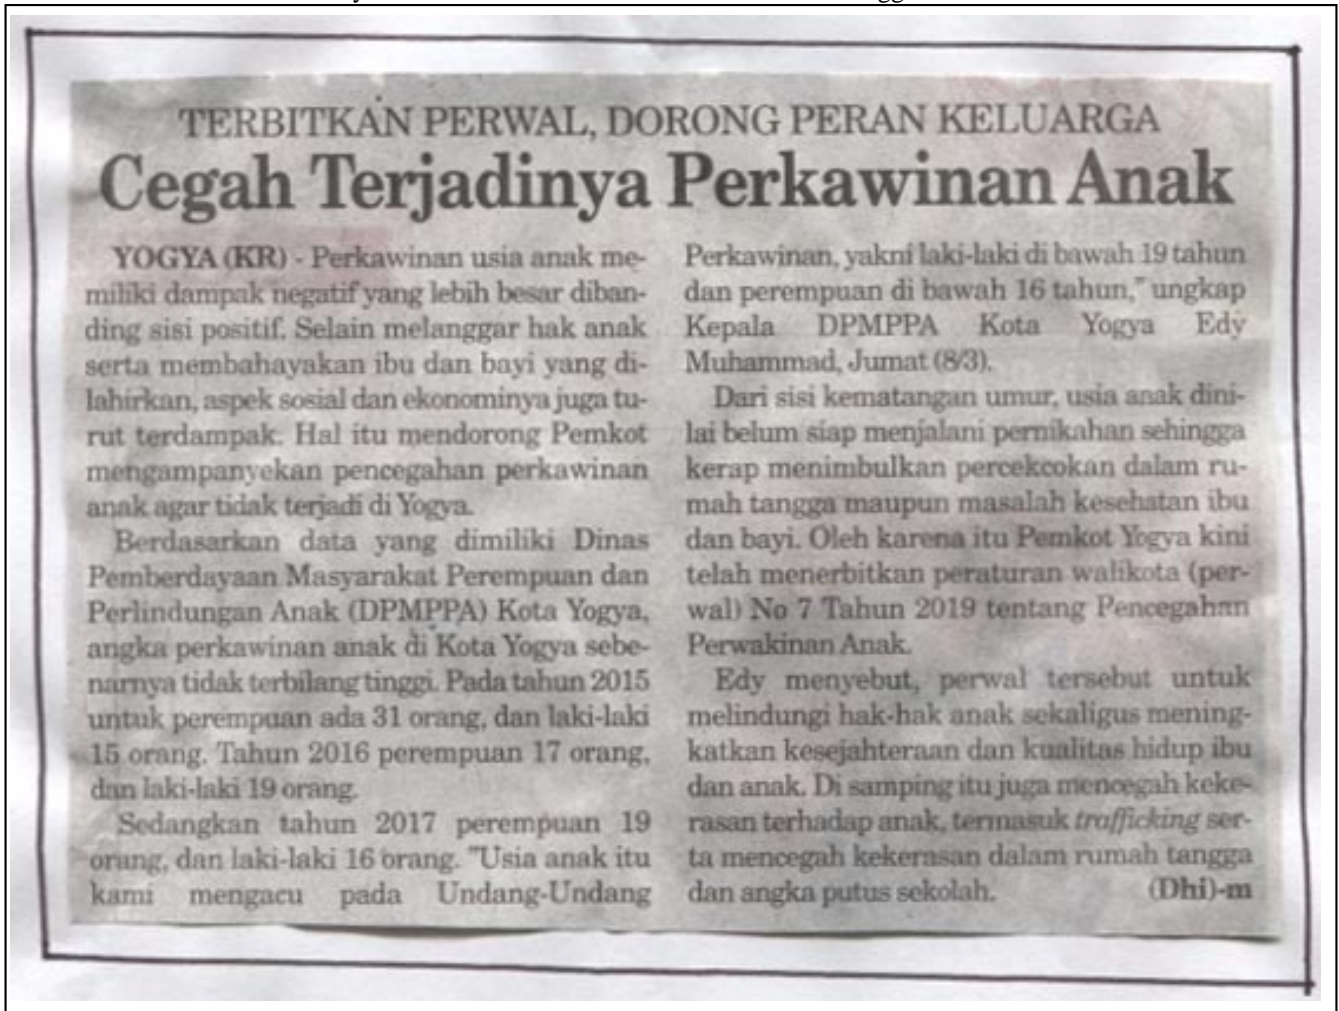 TERBITKAN PERWAL, DORONG PERAN KELUARGA
Cegah Terjadinya Perkawinan Anak
YOGYA (KR) - Perkawinan usia anak me-
miliki dampak negatif yang lebih besar diban-
ding sisi positif. Selain melanggar hak anak
serta membahayakan ibu dan bayi yang di-
lahirkan, aspek sosial dan ekonominya juga tu-
rut terdampak. Hal itu mendorong Pemkot
mengampanyekan pencegahan perkawinan
anak agar tidak terjadi di Yogya.
Berdasarkan data yang dimiliki Dinas
Pemberdayaan Masyarakat Perempuan dan
Perlindungan Anak (DPMPPA) Kota Yogya,
angka perkawinan anak di Kota Yogya sebe-
narnya tidak terbilang tinggi. Pada tahun 2015
untuk perempuan ada 31 orang, dan laki-laki
15 orang. Tahun 2016 perempuan 17 orang,
dan laki-laki 19 orang.
Sedangkan tahun 2017 perempuan 19
orang, dan laki-laki 16 orang. "Usia anak itu
kami mengacu pada Undang-Undang
Perkawinan, yakni laki-laki di bawah 19 tahun
dan perempuan di bawah 16 tahun," ungkap
Kepala DPMPPA Kota Yogya Edy
Muhammad, Jumat (8/3).
Dari sisi kematangan umur, usia anak dini-
lai belum siap menjalani pernikahan sehingga
kerap menimbulkan percekcokan dalam ru-
mah tangga maupun masalah kesehatan ibu
dan bayi. Oleh karena itu Pemkot Yogya kini
telah menerbitkan peraturan walikota (per-
wal) No 7 Tahun 2019 tentang Pencegahan
Perwakinan Anak.
Edy menyebut, perwal tersebut untuk
melindungi hak-hak anak sekaligus mening-
katkan kesejahteraan dan kualitas hidup ibu
dan anak. Di samping itu juga mencegah keke-
rasan terhadap anak, termasuk trafficking ser-
ta mencegah kekerasan dalam rumah tangga
dan angka putus sekolah. (Dhi)-m